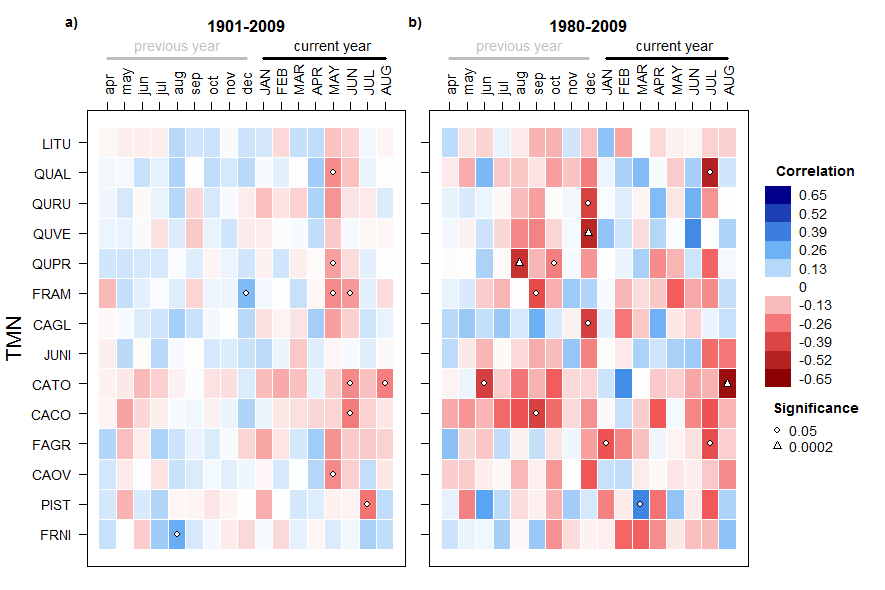 a) 1901-2009
previous year current year
apr may jun jul aug sep oct nov dec JAN FEB MAR APR MAY JUN JUL AUG
b) 1980-2009
previous year current year
apr may jun jul aug sep oct nov dec JAN FEB MAR APR MAY JUN JUL AUG
TMN
LITU
QUAL
QURU
QUVE
QUPR
FRAM
CAGL
JUNI
CATO
CACO
FAGR
CAOV
PIST
FRNI
Correlation
0.65
0.52
0.39
0.26
0.13
0
-0.13
-0.26
-0.39
-0.52
-0.65
Significance
0.05
0.0002